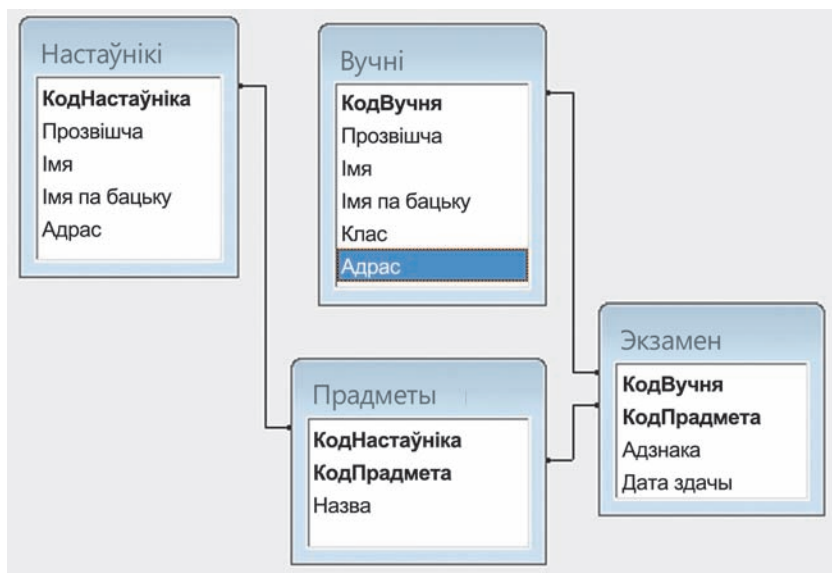 Настаўнікі
КодНастаўніка
Прозвішча
Імя
Імя па бацьку
Адрас
Вучні
КодВучня
Прозвішча
Імя
Імя па бацьку
Клас
Адрас
Прадметы
КодНастаўніка
КодПрадмета
Назва
Экзамен
КодВучня
КодПрадмета
Адзнака
Дата здачы